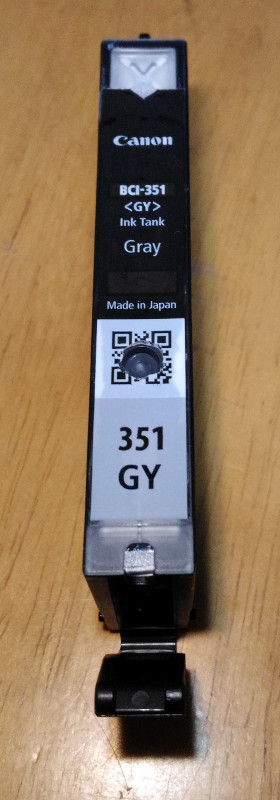 Canon
BCI-351
<GY>
Ink Tank
Gray
Made in Japan
351
GY